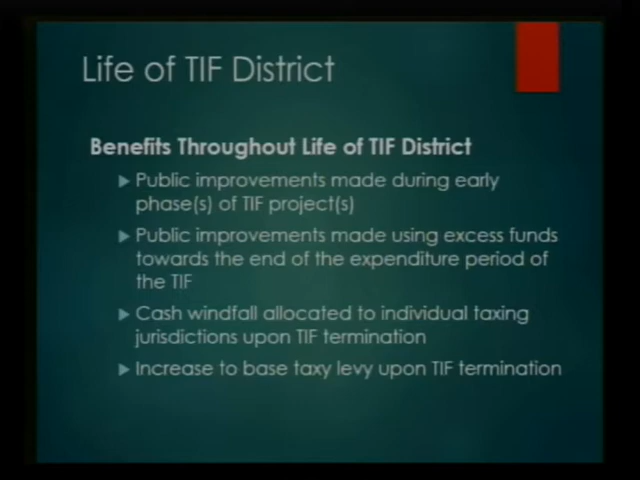 Life of TIF District
Benefits Throughout Life of TIF District
Public improvements made during early
phase(s) of TIF project(s)
Public improvements made using excess funds
towards the end of the expenditure period of
the TIF
Cash windfall allocated to individual taxing
jurisdictions upon TIF termination
Increase to base taxy levy upon TIF termination